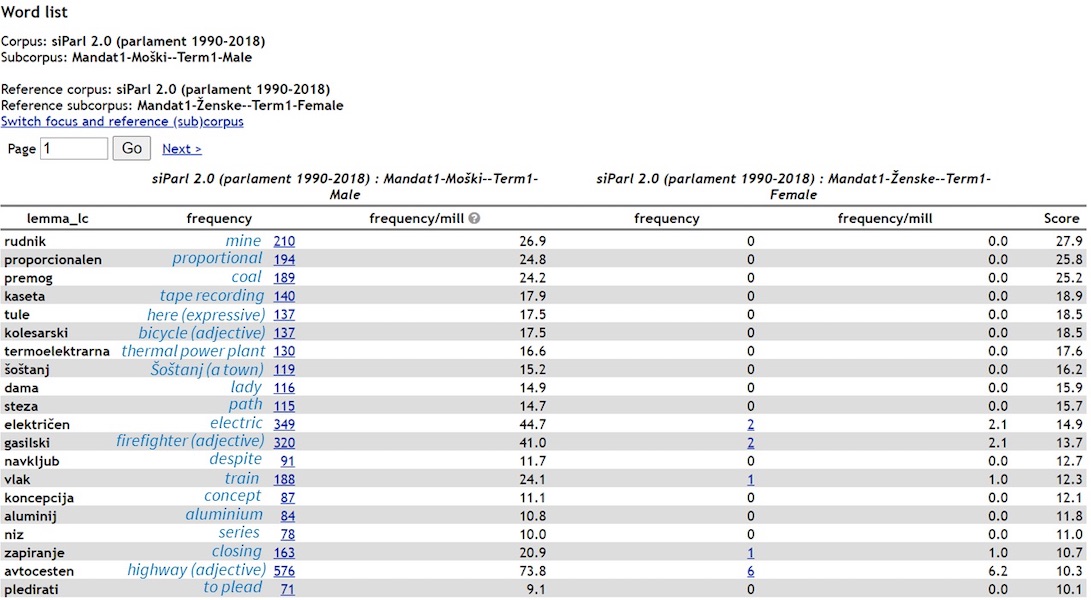 Word list
Corpus: siParl 2.0 (parlament 1990-2018)
Subcorpus: Mandat1-Moški--Term1-Male
Reference corpus: siParl 2.0 (parlament 1990-2018)
Reference subcorpus: Mandat1-Ženske--Term1-Female
Switch focus and reference (sub)corpus
Page 1 Go Next >
siParl 2.0 (parlament 1990-2018) : Mandat1-Moški--Term1- siParl 2.0 (parlament 1990-2018) : Mandat1-Ženske--Term1-
Male Female
lemma_lc frequency frequency/mill ? frequency frequency/mill Score
rudnik mine 210 26.9 0 0.0 27.9
proporcionalen proportional 194 24.8 0 0.0 25.8
premog coal 189 24.2 0 0.0 25.2
kaseta tape recording 140 17.9 0 0.0 18.9
tule here (expressive) 137 17.5 0 0.0 18.5
kolesarski bicycle (adjective) 137 17.5 0 0.0 18.5
termoelektrarna thermal power plant 130 16.6 0 0.0 17.6
šoštanj Šoštanj (a town) 119 15.2 0 0.0 16.2
dama lady 116 14.9 0 0.0 15.9
steza path 115 14.7 0 0.0 15.7
električen electric 349 44.7 2 2.1 14.9
gasilski firefighter (adjective) 320 41.0 2 2.1 13.7
navkljub despite 91 11.7 0 0.0 12.7
vlak train 188 24.1 1 1.0 12.3
koncepcija concept 87 11.1 0 0.0 12.1
aluminij aluminium 84 10.8 0 0.0 11.8
niz series 78 10.0 0 0.0 11.0
zapiranje closing 163 20.9 1 1.0 10.7
avtocesten highway (adjective) 576 73.8 6 6.2 10.3
pledirati to plead 71 9.1 0 0.0 10.1